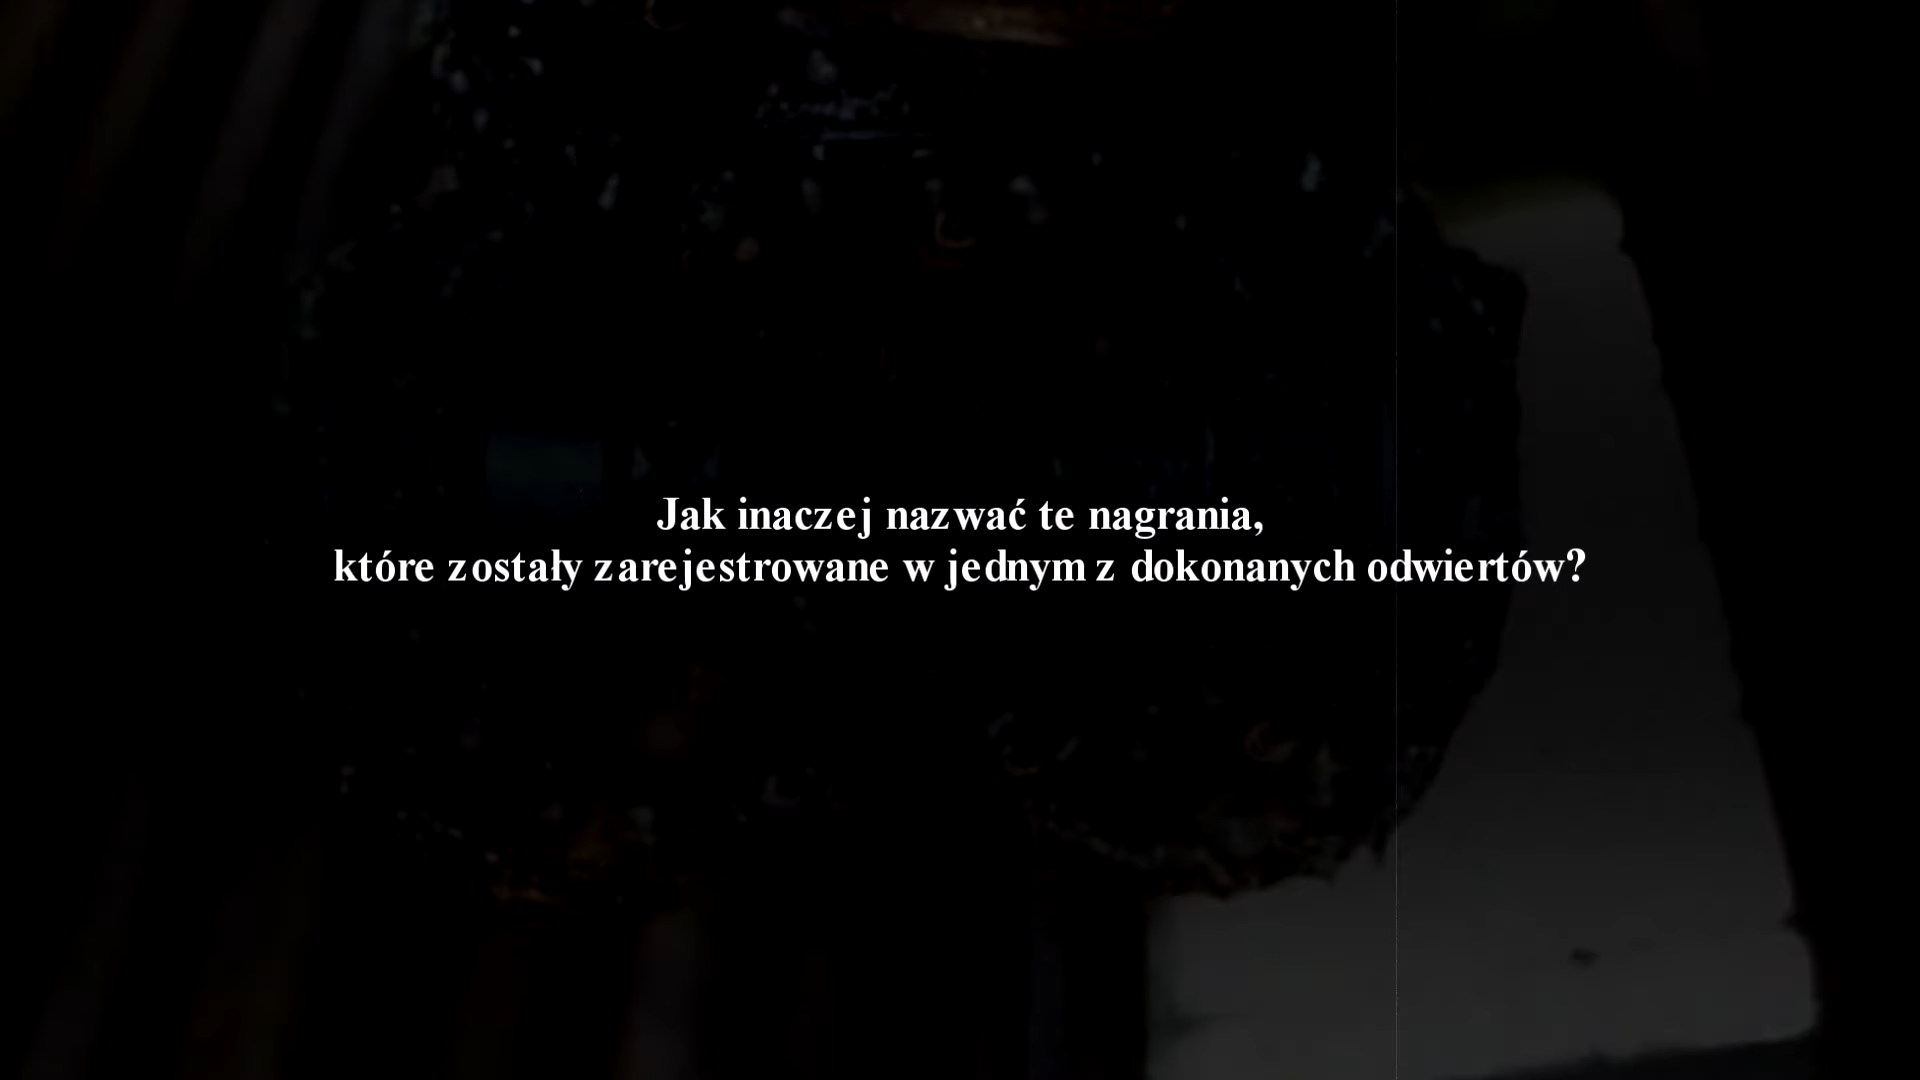 Jak inaczej nazwać te nagrania,
które zostały zarejestrowane w jednym z dokonanych odwiertów?